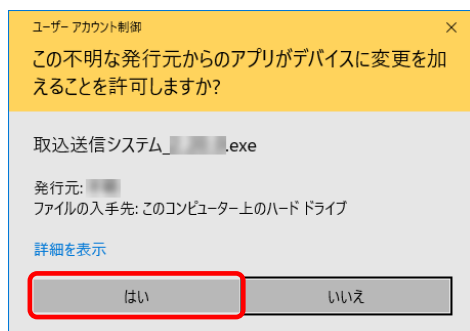 ユーザー アカウント制御
この不明な発行元からのアプリがデバイスに変更を加
えることを許可しますか?
取込送信システム_ .exe
発行元:
ファイルの入手先: このコンピューター上のハード ドライブ
詳細を表示
はい
いいえ